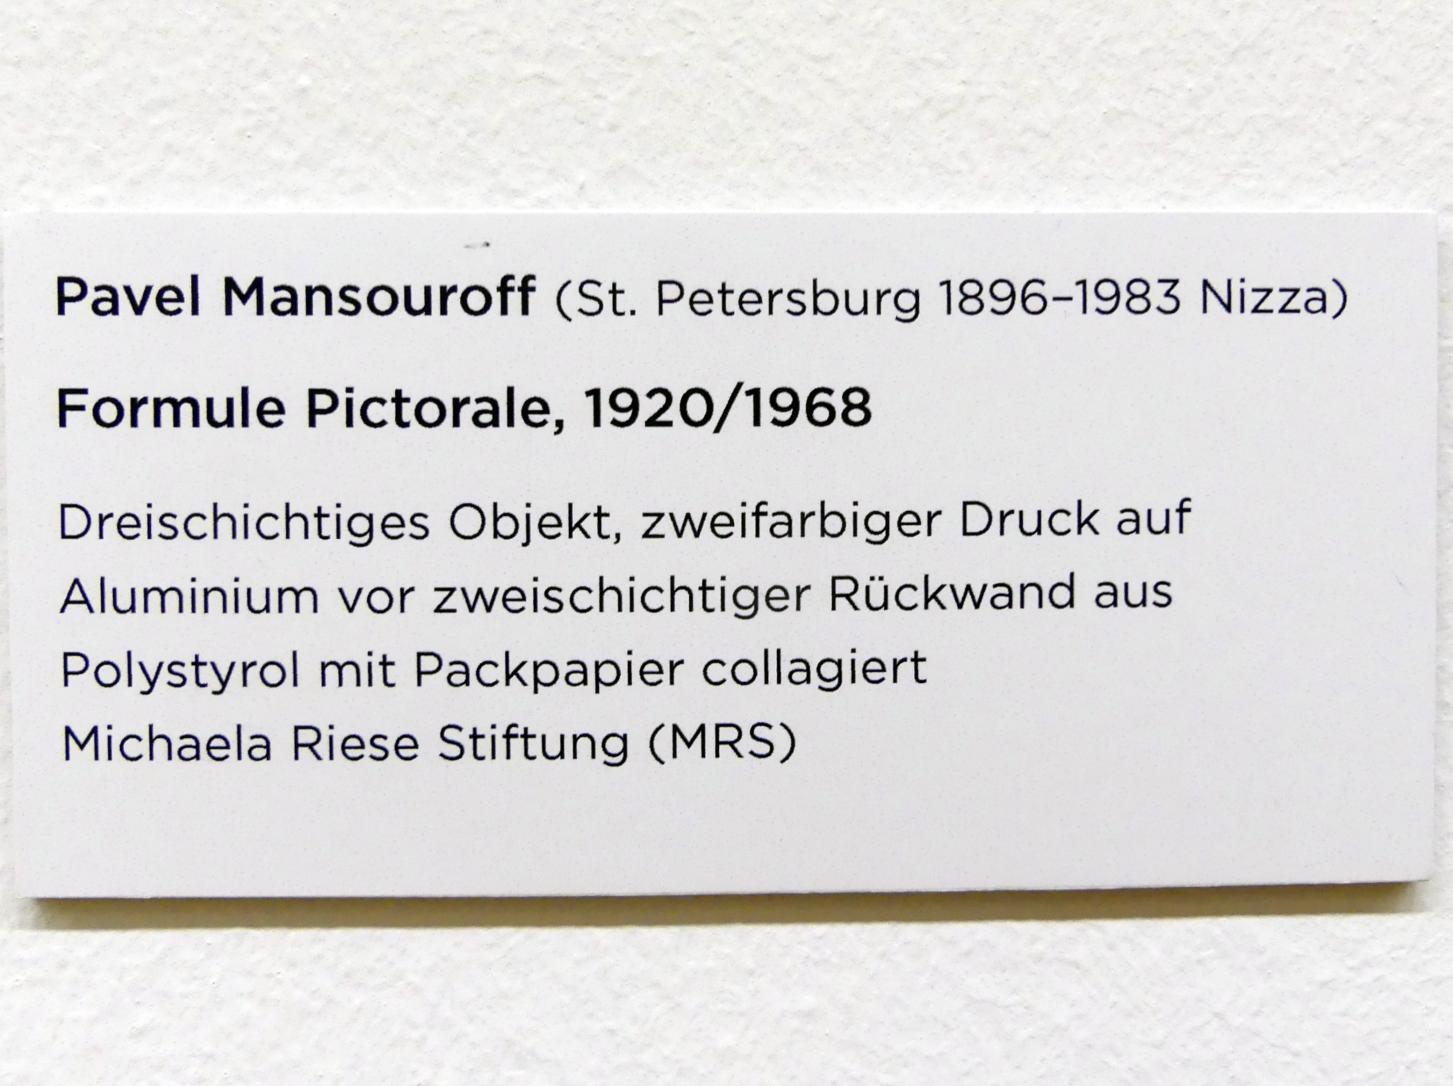 Pavel Mansouroff (St. Petersburg 1896–1983 Nizza)
Formule Pictorale, 1920/1968
Dreischichtiges Objekt, zweifarbiger Druck auf
Aluminium vor zweischichtiger Rückwand aus
Polystyrol mit Packpapier collagiert
Michaela Riese Stiftung (MRS)